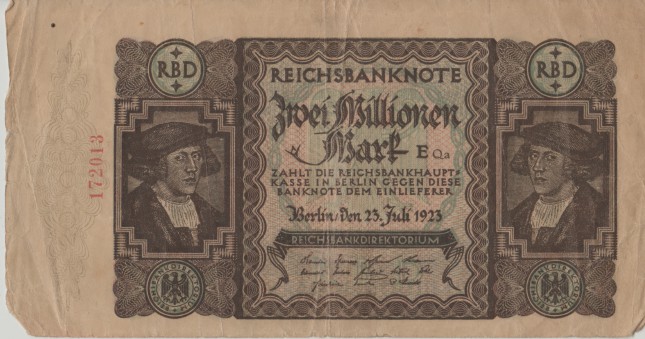 RBD
REICHSBANKNOTE
RBD
Zwei Millionen
Mark EQa
ZAHLT DIE REICHSBANKHAUPT-
KASSE IN BERLIN GEGEN DIESE
BANKNOTE DEM EINLIEFERER
Berlin, den 23. Juli 1923
REICHSBANKDIREKTORIUM
172013